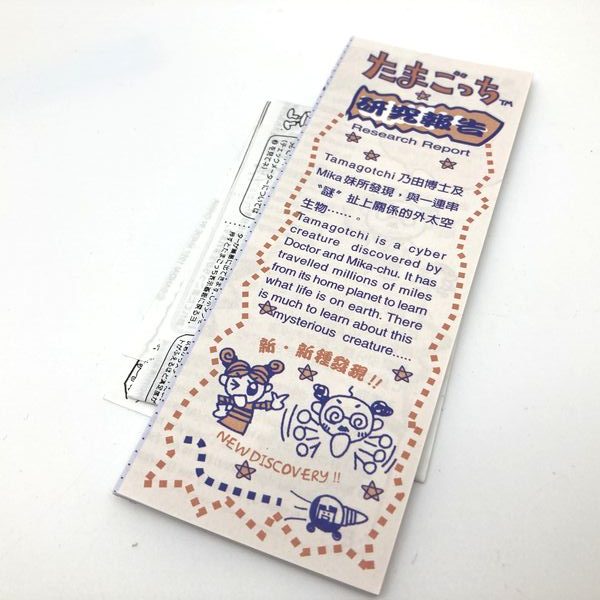 たまごっち™
研究報告
Research Report
Tamagotchi 乃由博士及
Mika 妹所發現，與一連串
“謎”扯上關係的外太空
生物……。
Tamagotchi is a cyber
creature discovered by
Doctor and Mika-chu. It has
travelled millions of miles
from its home planet to learn
what life is on earth. There
is much to learn about this
mysterious creature.....
新・新種發現!!
NEW DISCOVERY !!